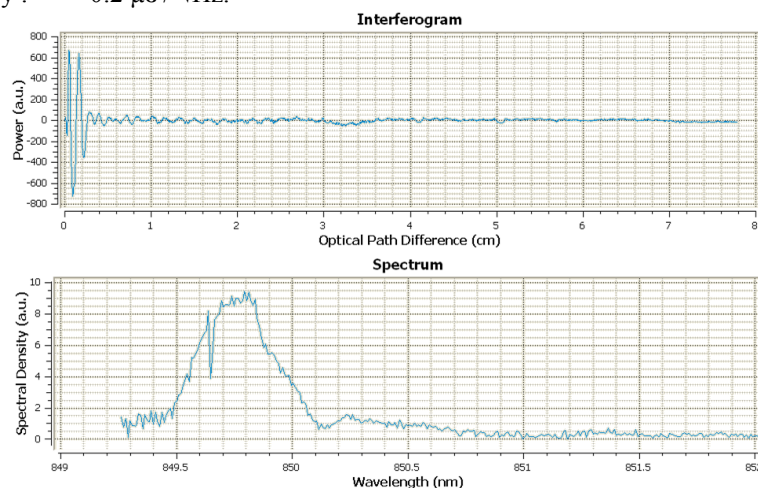 0.2
Interferogram
800
600
400
200
0
-200
-400
-600
-800
Power (a.u.)
0 1 2 3 4 5 6 7 8
Optical Path Difference (cm)
Spectrum
10
8
6
4
2
0
Spectral Density (a.u.)
849 849.5 850 850.5 851 851.5
Wavelength (nm)